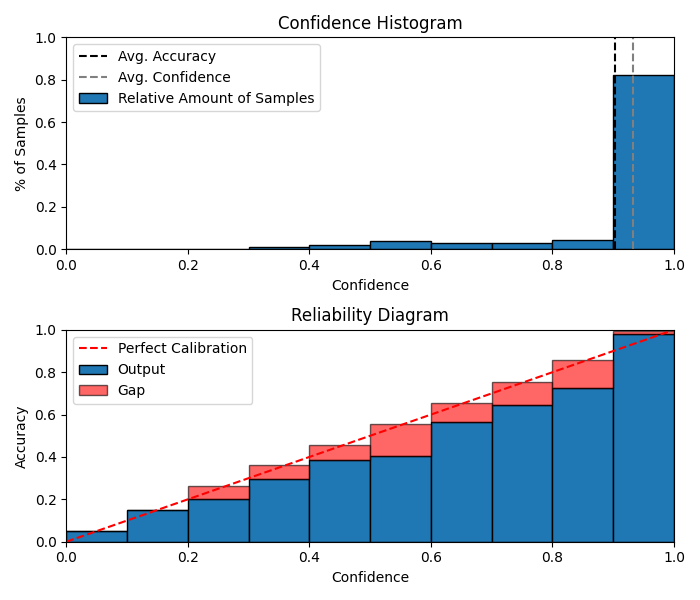 Confidence Histogram
% of Samples
1.0
0.8
0.6
0.4
0.2
0.0
Avg. Accuracy
Avg. Confidence
Relative Amount of Samples
0.0 0.2 0.4 0.6 0.8 1.0
Confidence
Reliability Diagram
Accuracy
1.0
0.8
0.6
0.4
0.2
0.0
Perfect Calibration
Output
Gap
0.0 0.2 0.4 0.6 0.8 1.0
Confidence